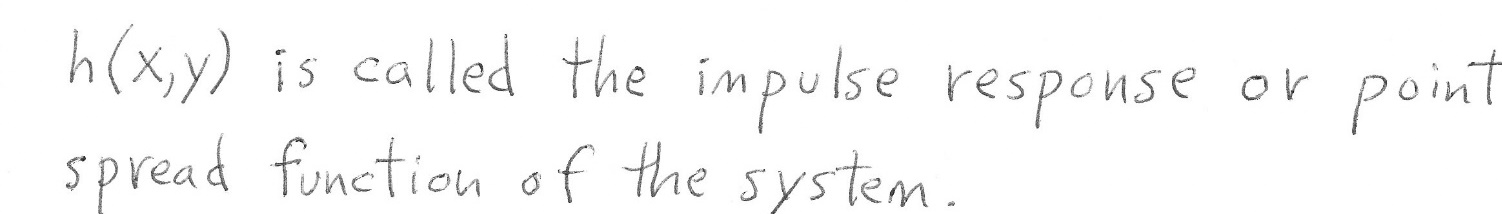 h(x,y) is called the impulse response or point
spread function of the system.